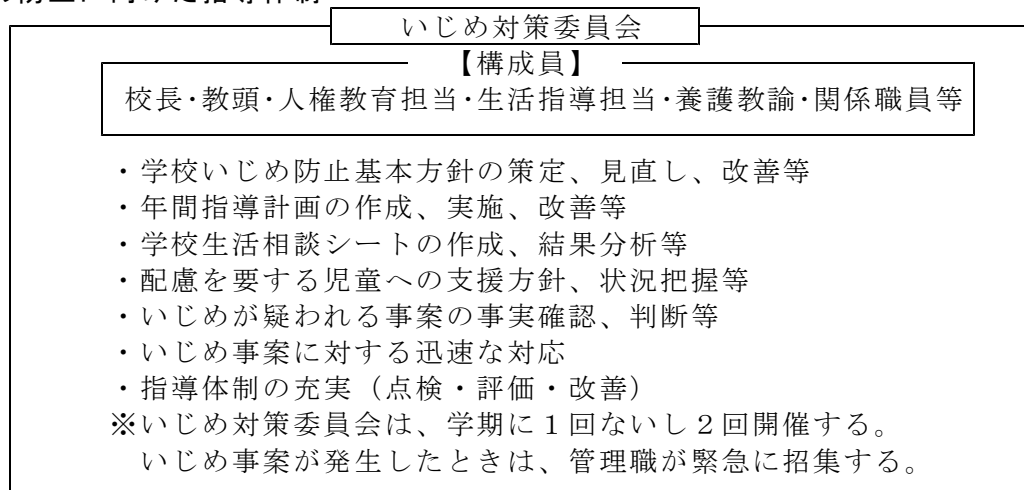 いじめ対策委員会
【構成員】
校長・教頭・人権教育担当・生活指導担当・養護教諭・関係職員等
・学校いじめ防止基本方針の策定、見直し、改善等
・年間指導計画の作成、実施、改善等
・学校生活相談シートの作成、結果分析等
・配慮を要する児童への支援方針、状況把握等
・いじめが疑われる事案の事実確認、判断等
・いじめ事案に対する迅速な対応
・指導体制の充実（点検・評価・改善）
※いじめ対策委員会は、学期に１回ないし２回開催する。
いじめ事案が発生したときは、管理職が緊急に招集する。